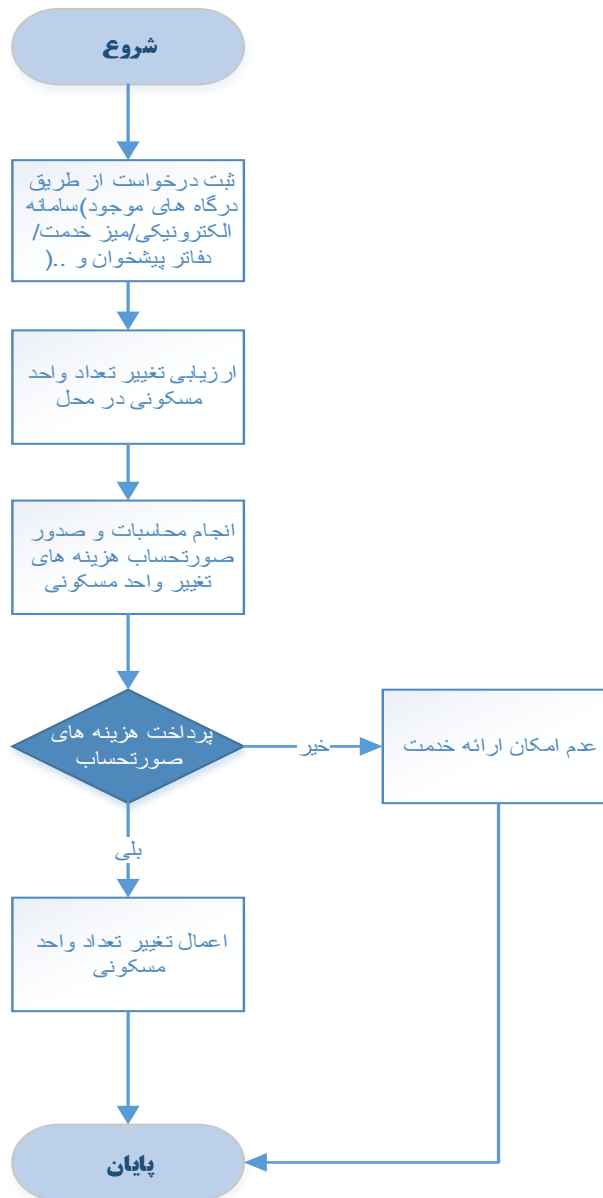 شروع
ثبت درخواست از طریق
درگاه های موجود)سامانه
الکترونیکی/میز خدمت/
دفاتر پیشخوان و ..(
ارزیابی تغییر تعداد واحد
مسکونی در محل
انجام محاسبات و صدور
صورتحساب هزینه های
تغییر واحد مسکونی
پرداخت هزینه های
صورتحساب
خیر
عدم امکان ارائه خدمت
بلی
اعمال تغییر تعداد واحد
مسکونی
پایان